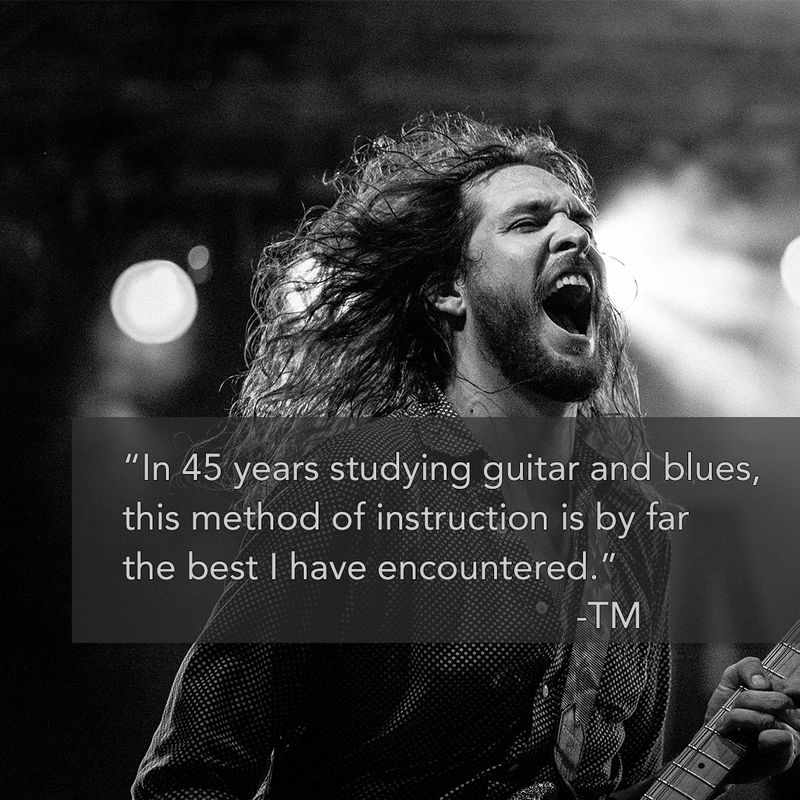 “In 45 years studying guitar and blues,
this method of instruction is by far
the best I have encountered.”
-TM